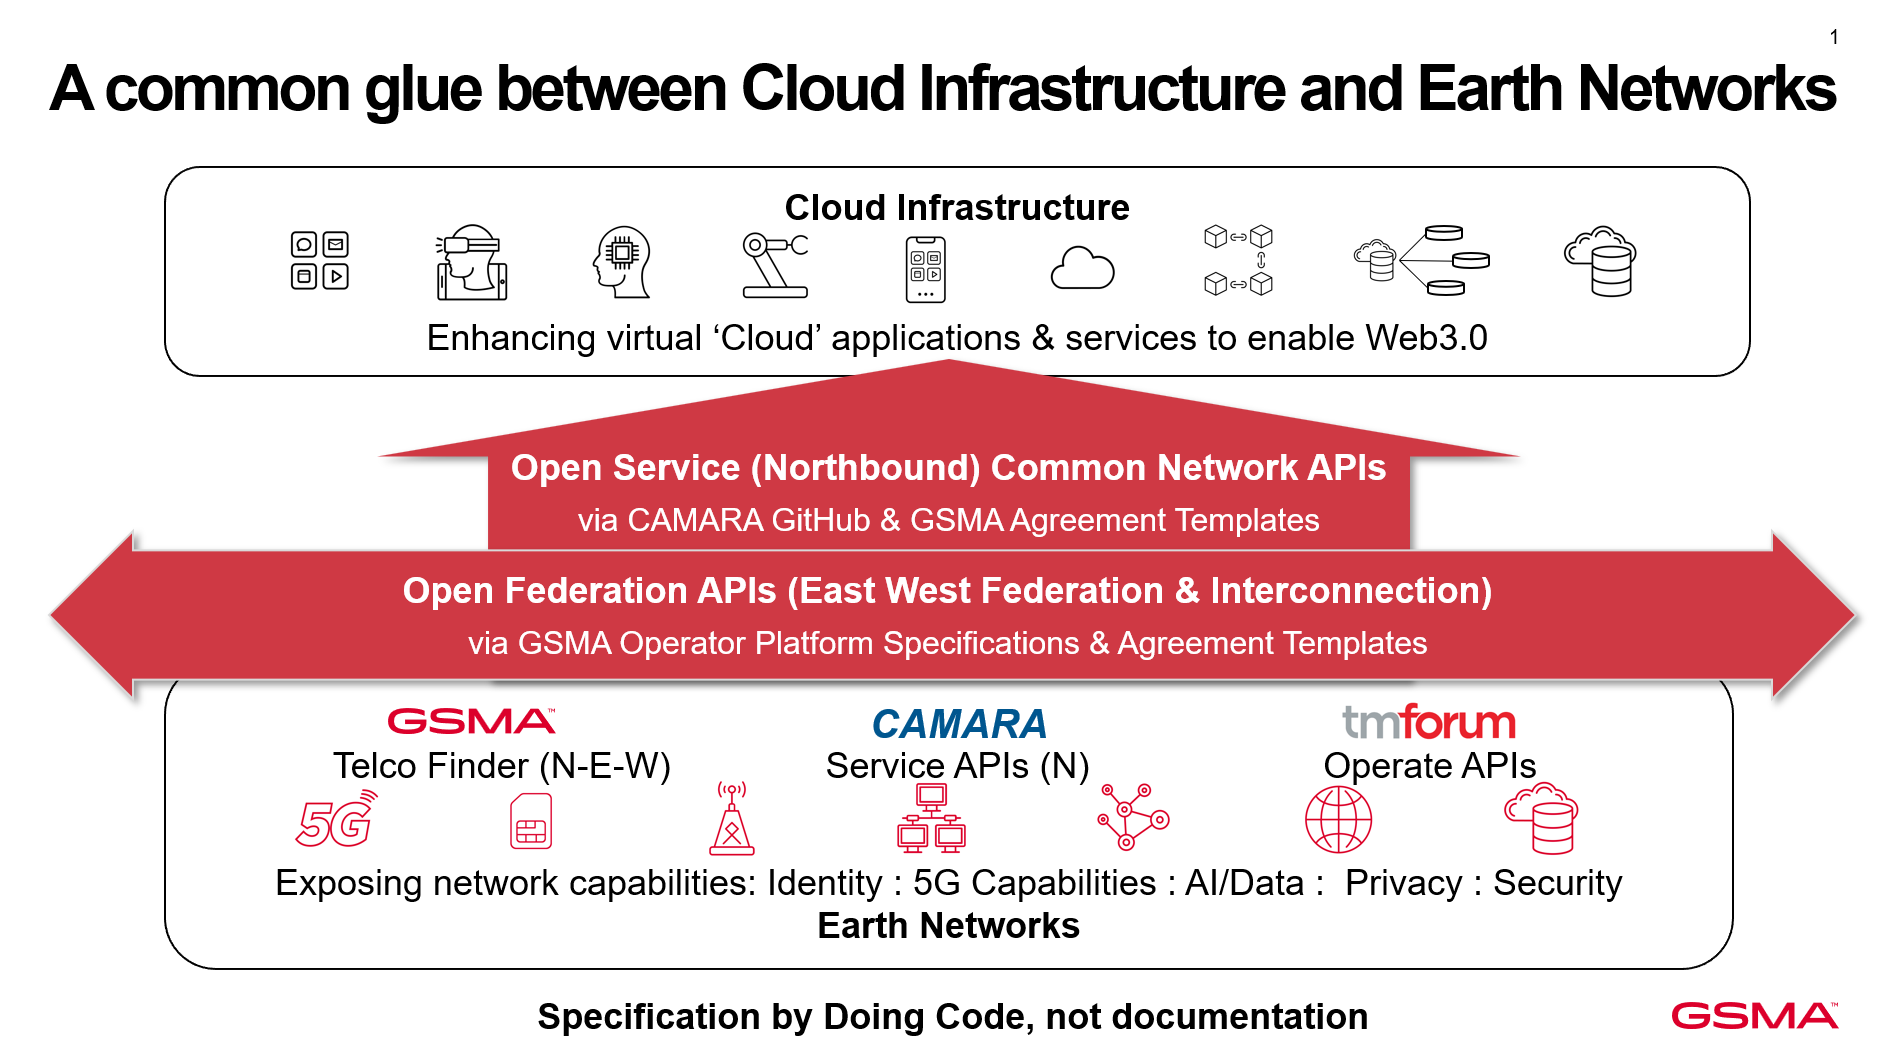 1
A common glue between Cloud Infrastructure and Earth Networks
Cloud Infrastructure
Enhancing virtual ‘Cloud’ applications & services to enable Web3.0
Open Service (Northbound) Common Network APIs
via CAMARA GitHub & GSMA Agreement Templates
Open Federation APIs (East West Federation & Interconnection)
via GSMA Operator Platform Specifications & Agreement Templates
GSMA™ CAMARA tmforum
Telco Finder (N-E-W) Service APIs (N) Operate APIs
5G
Exposing network capabilities: Identity : 5G Capabilities : AI/Data : Privacy : Security
Earth Networks
Specification by Doing Code, not documentation
GSMA™